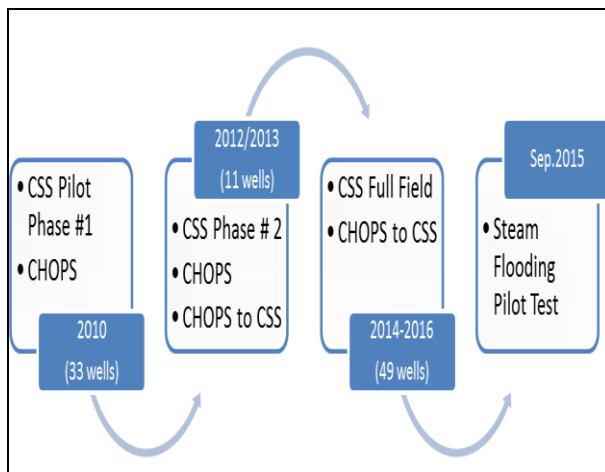 • CSS Pilot
Phase #1
• CHOPS
2010
(33 wells)
2012/2013
(11 wells)
• CSS Phase # 2
• CHOPS
• CHOPS to CSS
• CSS Full Field
• CHOPS to CSS
2014-2016
(49 wells)
Sep.2015
• Steam
Flooding
Pilot Test